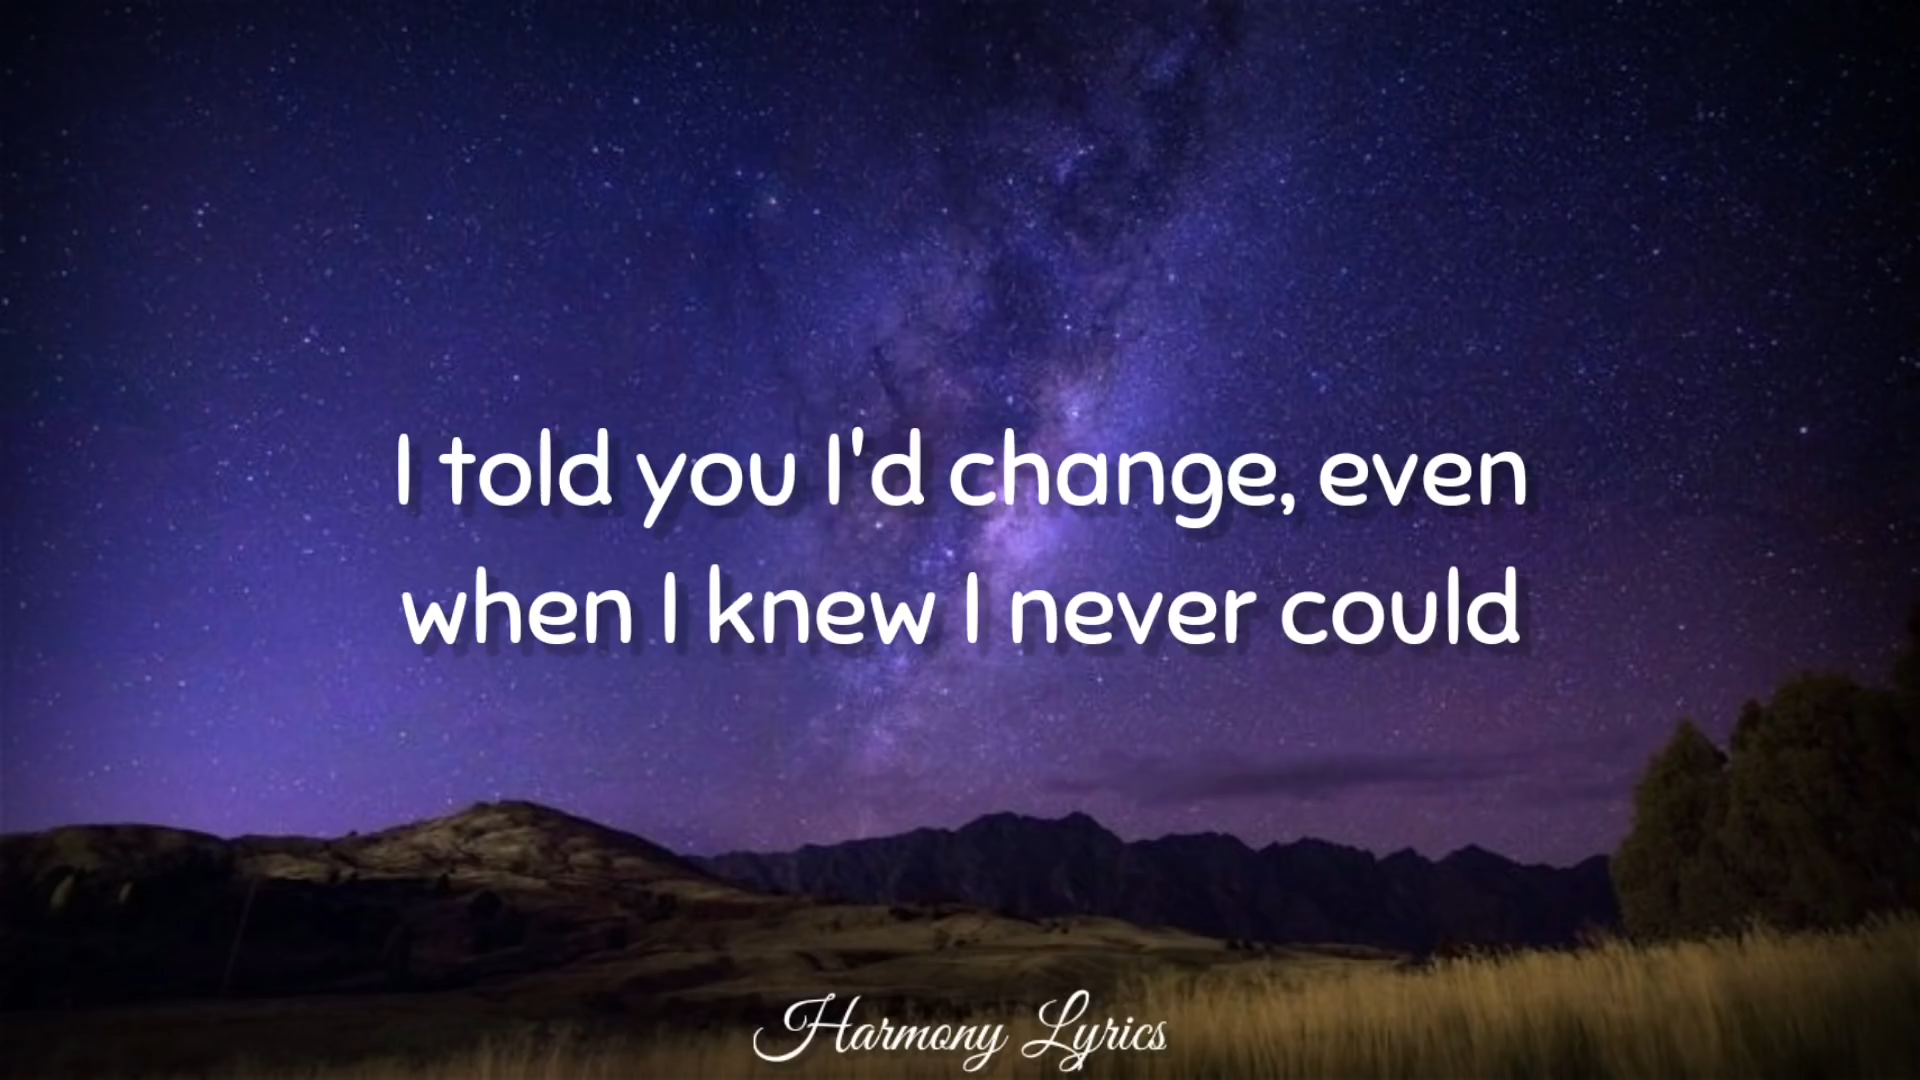 I told you I'd change, even
when I knew I never could
Harmony Lyrics